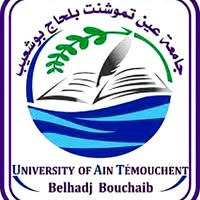 جامعة عين تموشنت بلحاج بوشعيب
UNIVERSITY OF AIN TÉMOUCHENT
Belhadj Bouchaib